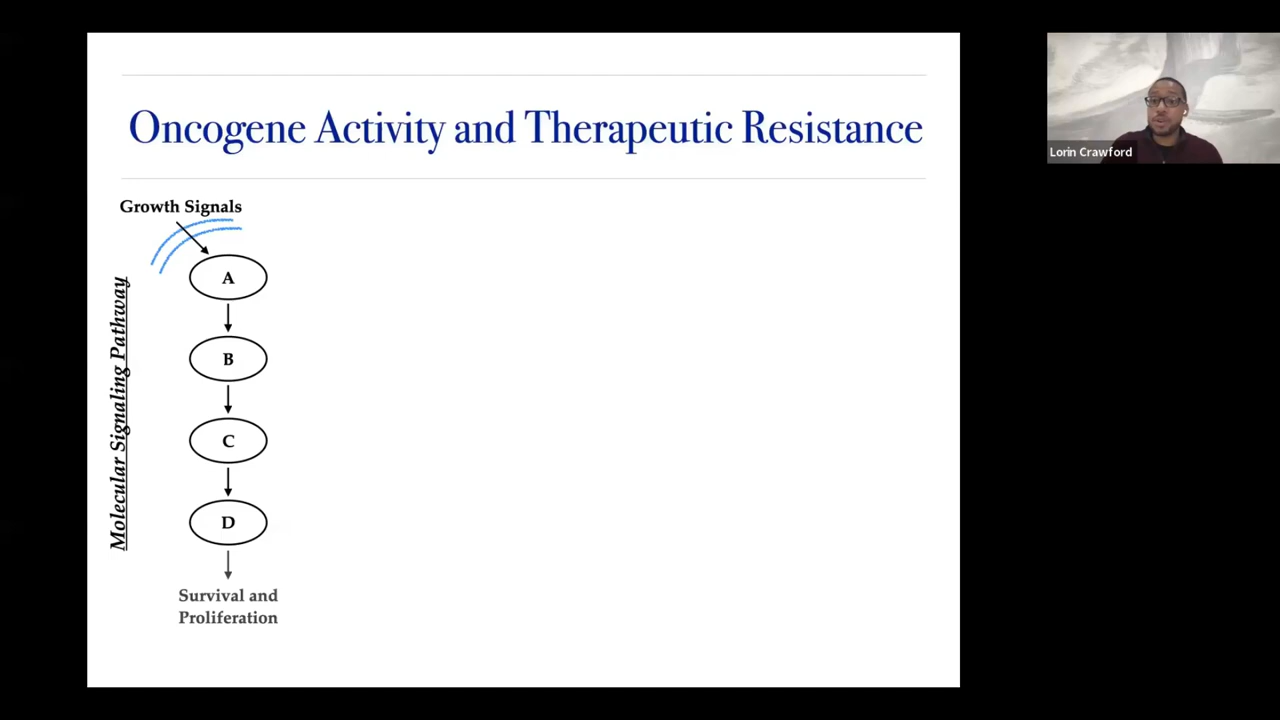 Oncogene Activity and Therapeutic Resistance
Growth Signals
Molecular Signaling Pathway
A
B
C
D
Survival and
Proliferation
Lorin Crawford